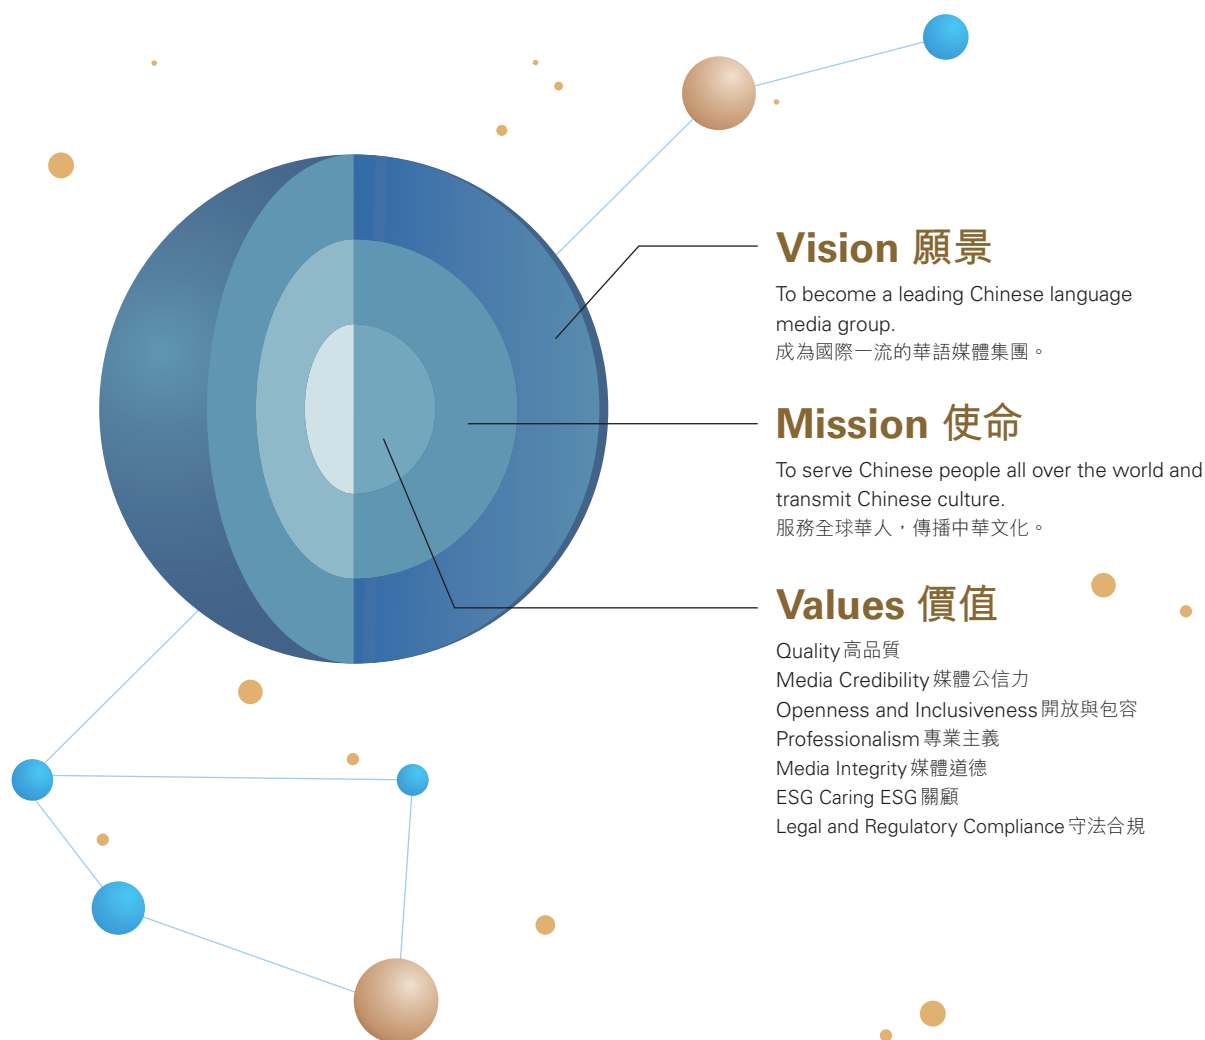 Vision 願景
To become a leading Chinese language
media group.
成為國際一流的華語媒體集團。
Mission 使命
To serve Chinese people all over the world and
transmit Chinese culture.
服務全球華人，傳播中華文化。
Values 價值
Quality 高品質
Media Credibility 媒體公信力
Openness and Inclusiveness 開放與包容
Professionalism 專業主義
Media Integrity 媒體道德
ESG Caring ESG 關顧
Legal and Regulatory Compliance 守法合規